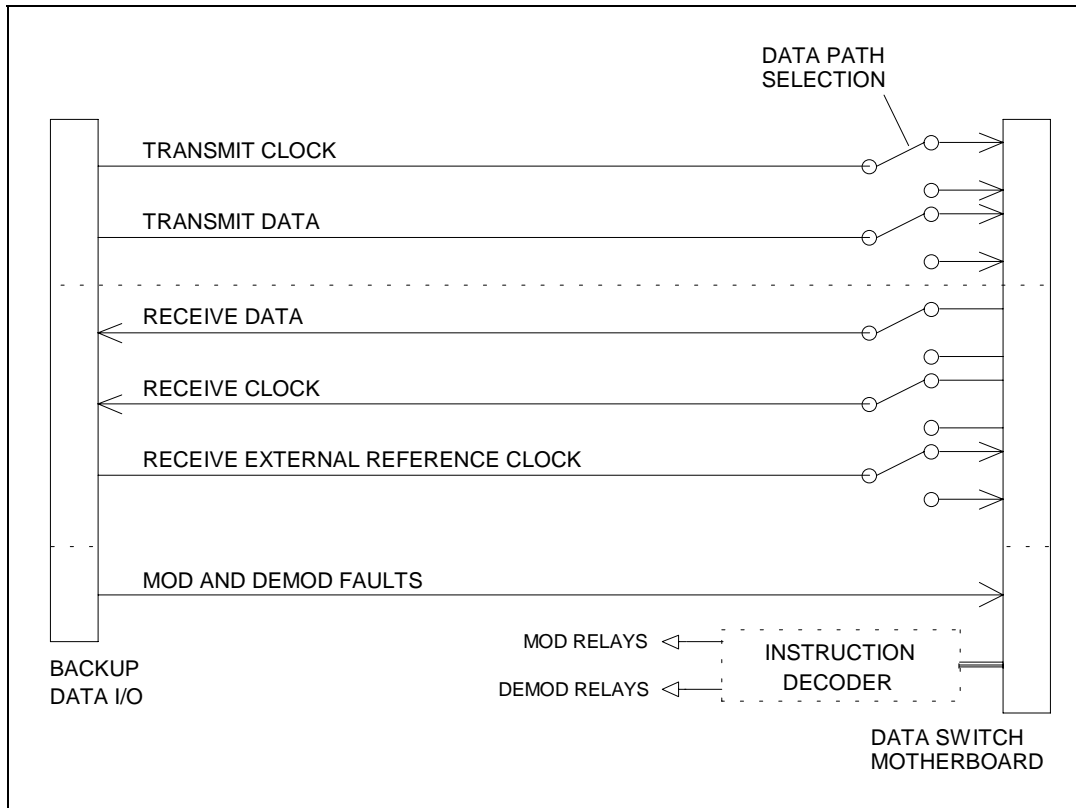 DATA PATH
SELECTION
TRANSMIT CLOCK
TRANSMIT DATA
RECEIVE DATA
RECEIVE CLOCK
RECEIVE EXTERNAL REFERENCE CLOCK
MOD AND DEMOD FAULTS
MOD RELAYS
DEMOD RELAYS
INSTRUCTION
DECODER
BACKUP
DATA I/O
DATA SWITCH
MOTHERBOARD